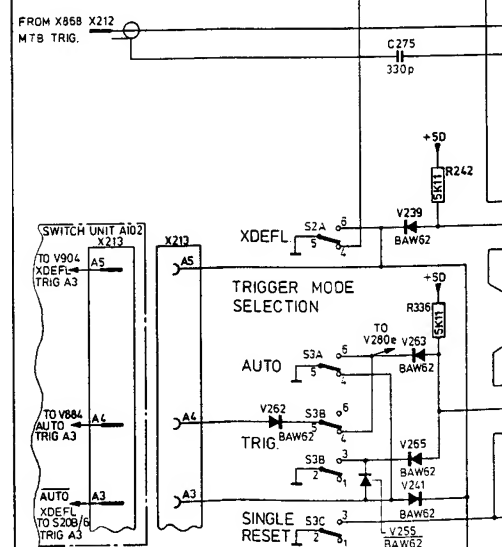 FROM X868 X212
MTB TRIG.
C275
330p
+5D
R242
5K11
SWITCH UNIT A102
X213
X213
S2A
6
V239
XDEFL.
5
4
BAW62
TO V904
XDEFL
TRIG A3
A5
A5
TRIGGER MODE
SELECTION
+5D
R336
5K11
TO
V280e
S3A
6
V263
AUTO
5
4
BAW62
TO V884
AUTO
TRIG A3
A4
A4
V262
S3B
6
5
4
BAW62
TRIG.
S3B
3
V265
2
1
BAW62
V241
AUTO
XDEFL
TO S20B/6
TRIG A3
A3
A3
BAW62
SINGLE
RESET
S3C
3
2
1
V255
BAW62